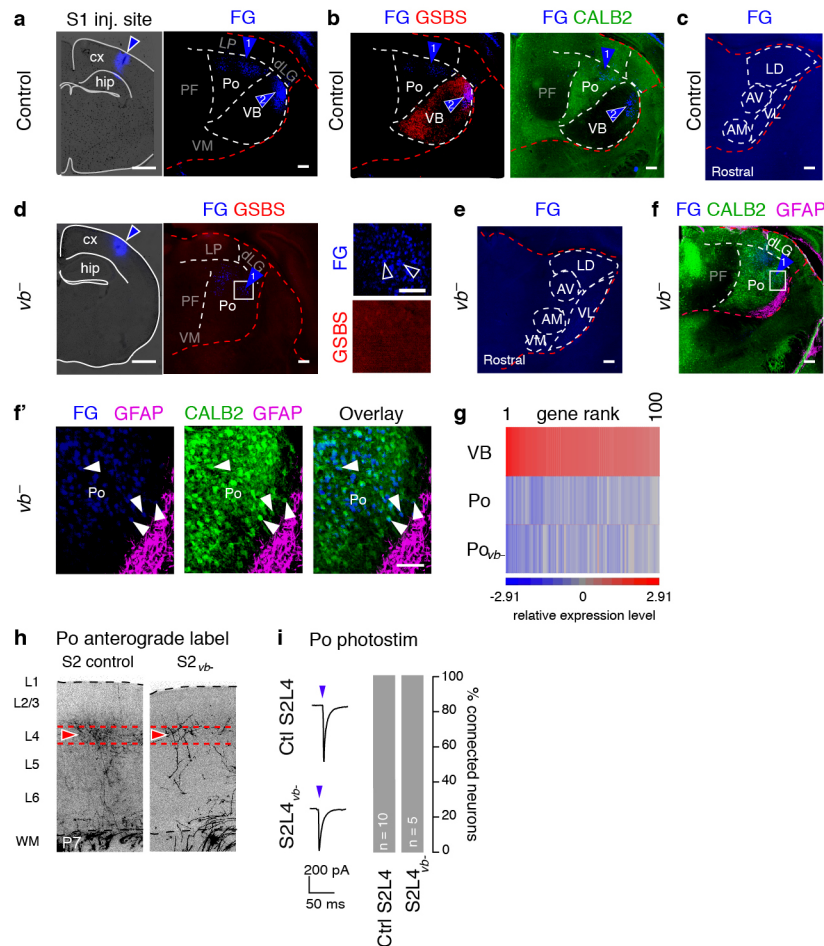 a S1 inj. site FG
Control
cx
hip
LP
dLG
1
Po
PF
2
VB
VM
b FG GSBS FG CALB2
1
Po
2
VB
1
Po
PF
2
VB
c FG
Control
LD
AV
VL
AM
Rostral
d FG GSBS
vb–
cx
hip
LP
dLG
1
PF
Po
VM
FG
GSBS
e FG
vb–
LD
AV
VL
AM
VM
Rostral
f FG CALB2 GFAP
vb–
dLG
1
PF
Po
f' FG GFAP CALB2 GFAP Overlay
vb–
Po Po Po
g 1 gene rank 100
VB
Po
Povb-
-2.91 0 2.91
relative expression level
h Po anterograde label
S2 control S2vb-
L1
L2/3
L4
L5
L6
WM
P7
i Po photostim
Ctl S2L4
S2L4vb-
200 pA
50 ms
100
80
60
40
20
0
% connected neurons
n = 10
n = 5
Ctrl S2L4
S2L4vb-